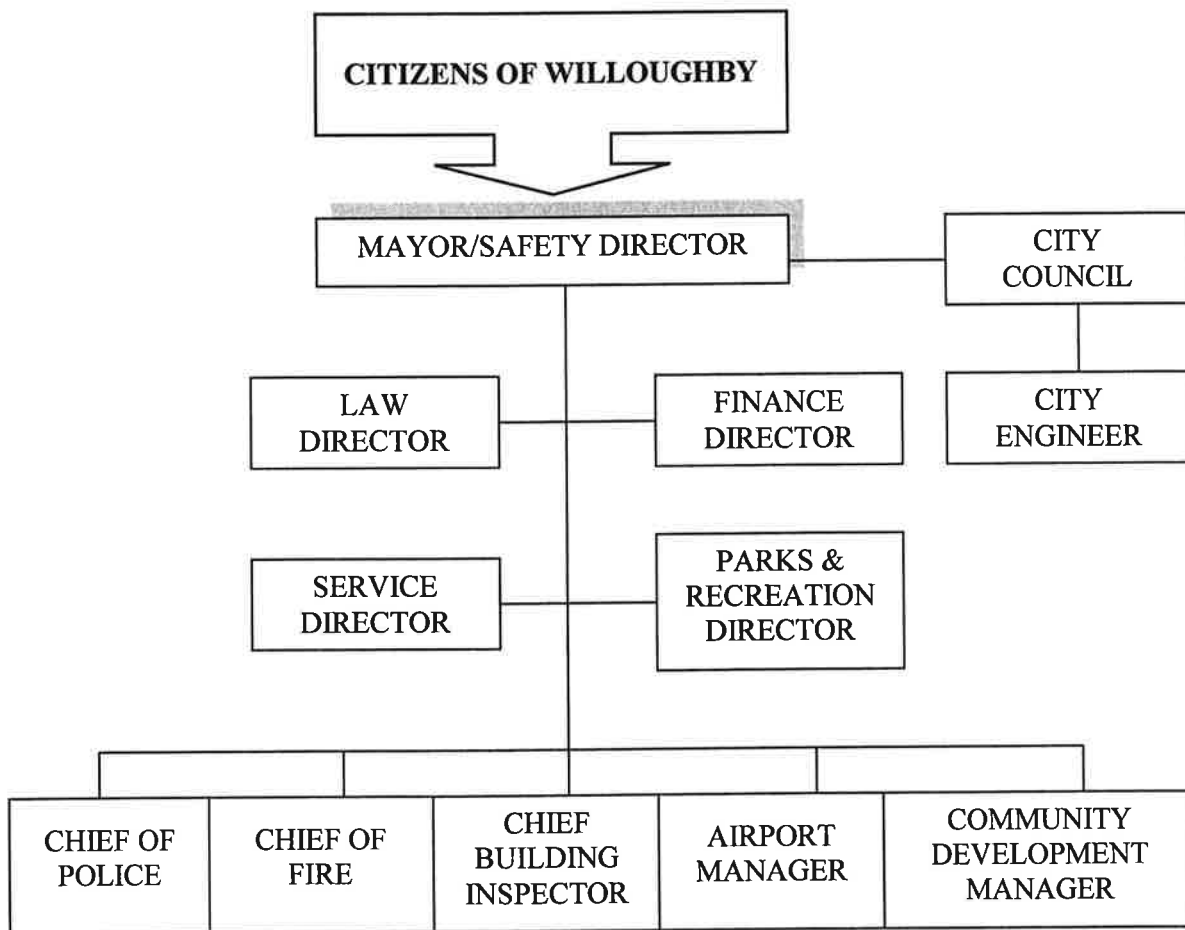 CITIZENS OF WILLOUGHBY
MAYOR/SAFETY DIRECTOR
CITY
COUNCIL
LAW
DIRECTOR
FINANCE
DIRECTOR
CITY
ENGINEER
SERVICE
DIRECTOR
PARKS &
RECREATION
DIRECTOR
CHIEF OF
POLICE
CHIEF OF
FIRE
CHIEF
BUILDING
INSPECTOR
AIRPORT
MANAGER
COMMUNITY
DEVELOPMENT
MANAGER